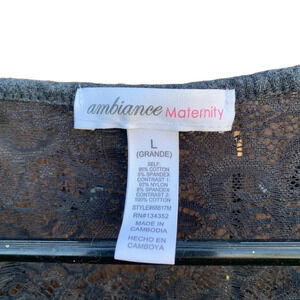 ambiance Maternity
L
(GRANDE)
SELF:
95% COTTON
5% SPANDEX
CONTRAST 1:
92% NYLON
8% SPANDEX
CONTRAST 2:
100% COTTON
RN#134352
MADE IN
CAMBODIA
HECHO EN
CAMBOYA